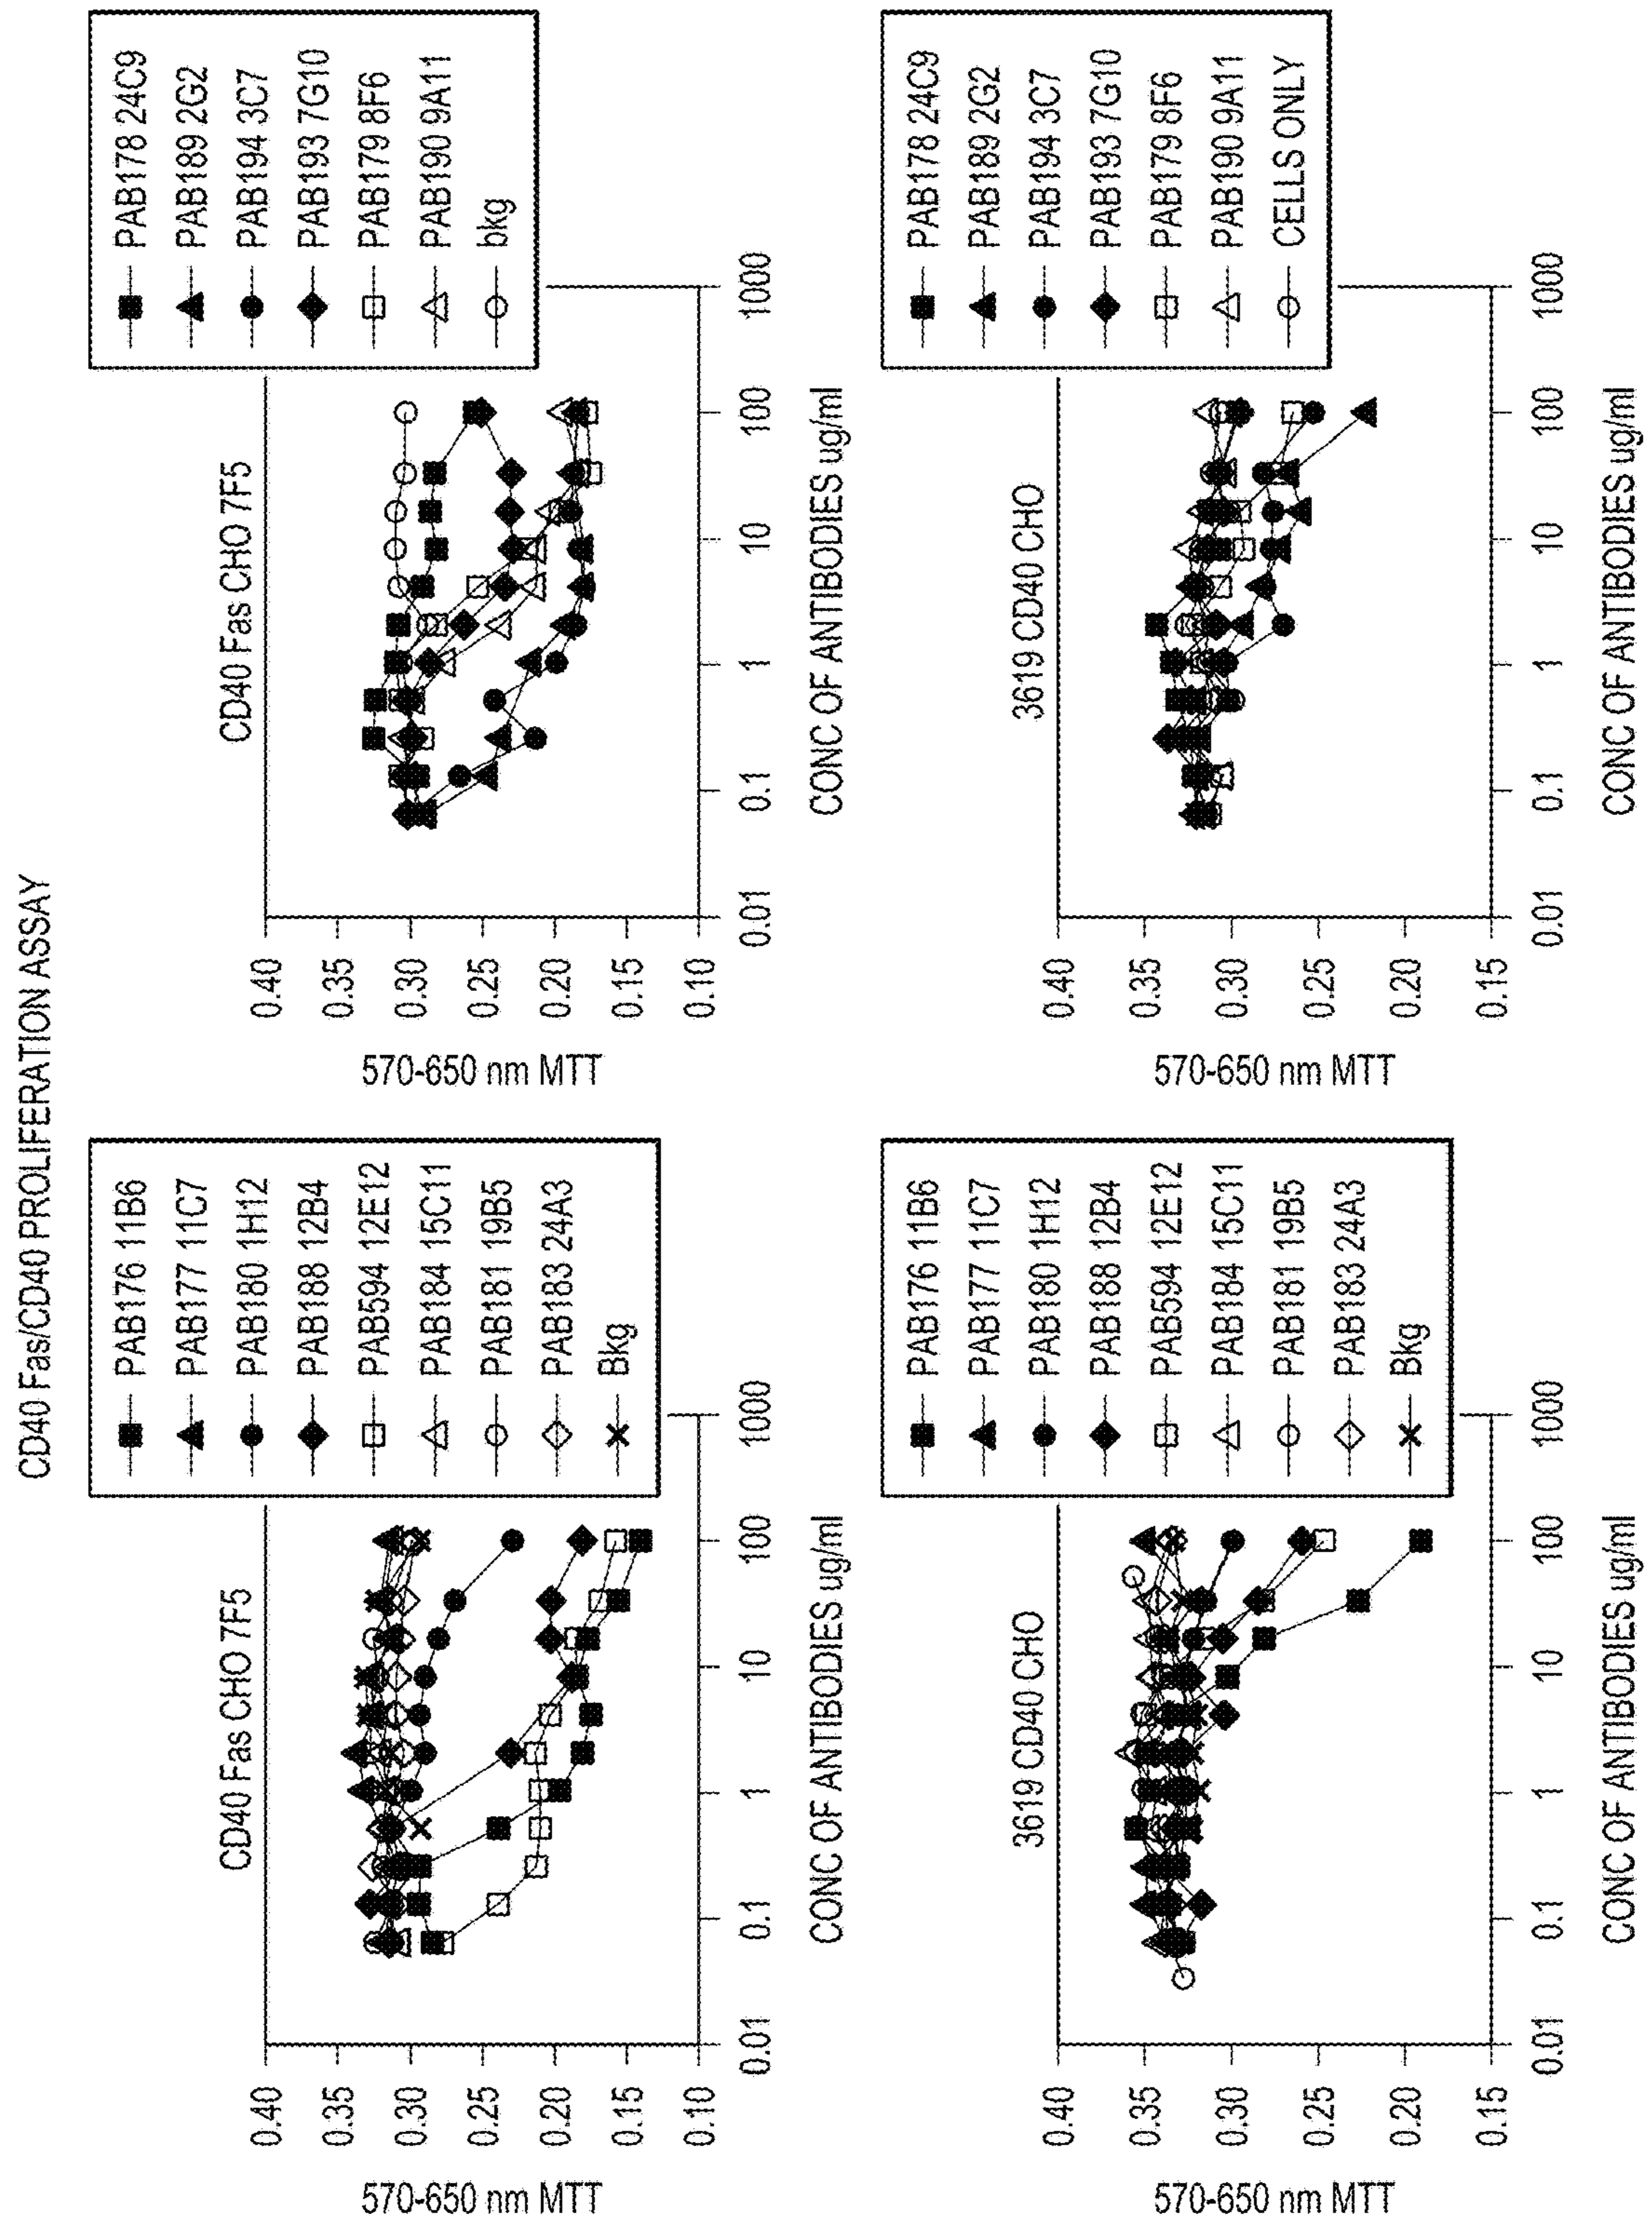 CD40 Fas/CD40 PROLIFERATION ASSAY
CD40 Fas CHO 7F5
570-650 nm MTT
0.40
0.35
0.30
0.25
0.20
0.15
0.10
0.01
0.1
1
10
100
1000
CONC OF ANTIBODIES ug/ml
PAB176 11B6
PAB177 11C7
PAB180 1H12
PAB188 12B4
PAB594 12E12
PAB184 15C11
PAB181 19B5
PAB183 24A3
Bkg
CD40 Fas CHO 7F5
570-650 nm MTT
0.40
0.35
0.30
0.25
0.20
0.15
0.10
0.01
0.1
1
10
100
1000
CONC OF ANTIBODIES ug/ml
PAB178 24C9
PAB189 2G2
PAB194 3C7
PAB193 7G10
PAB179 8F6
PAB190 9A11
bkg
3619 CD40 CHO
570-650 nm MTT
0.40
0.35
0.30
0.25
0.20
0.15
0.01
0.1
1
10
100
1000
CONC OF ANTIBODIES ug/ml
PAB176 11B6
PAB177 11C7
PAB180 1H12
PAB188 12B4
PAB594 12E12
PAB184 15C11
PAB181 19B5
PAB183 24A3
Bkg
3619 CD40 CHO
570-650 nm MTT
0.40
0.35
0.30
0.25
0.20
0.15
0.01
0.1
1
10
100
1000
CONC OF ANTIBODIES ug/ml
PAB178 24C9
PAB189 2G2
PAB194 3C7
PAB193 7G10
PAB179 8F6
PAB190 9A11
CELLS ONLY